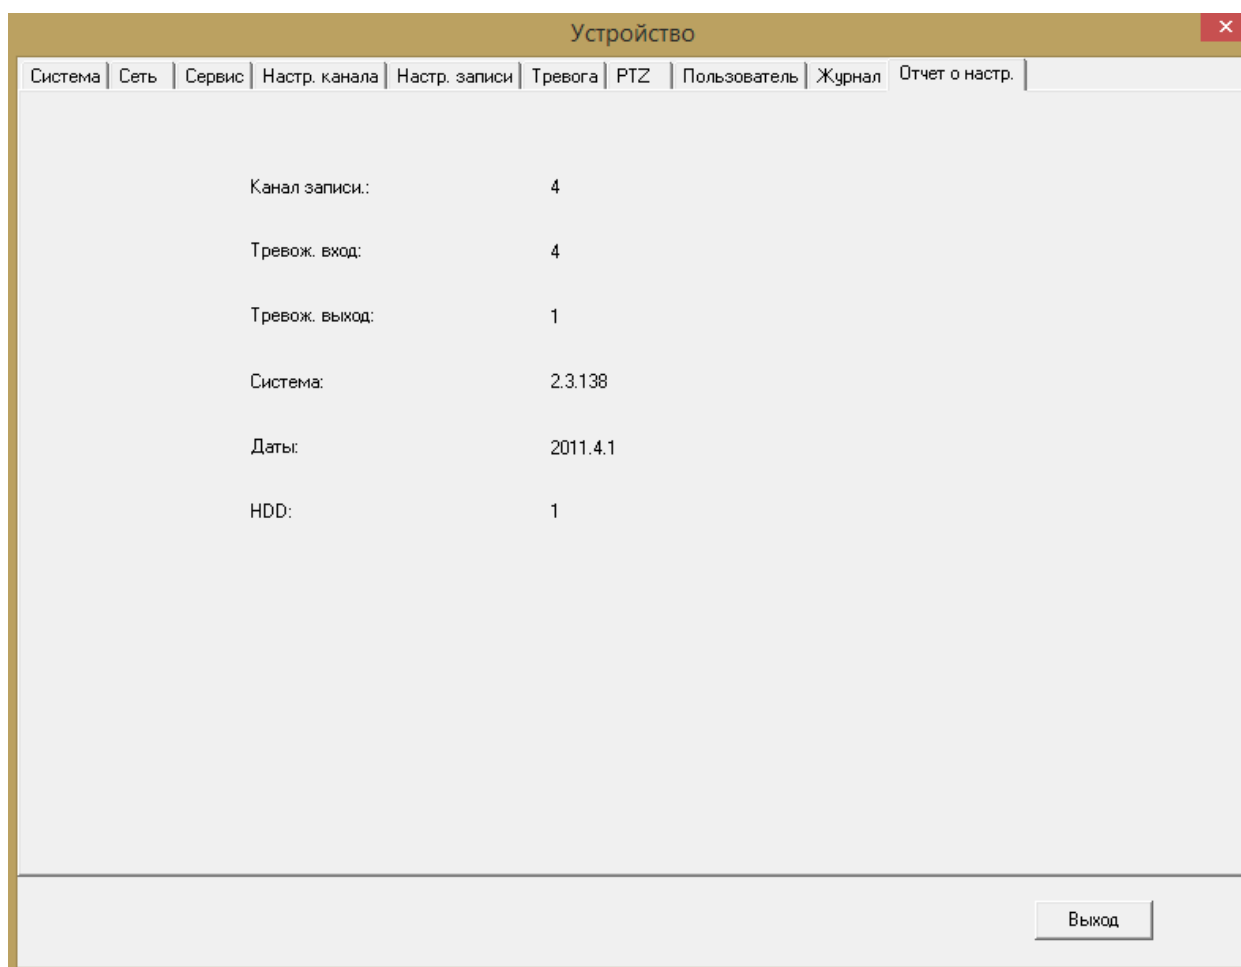 Устройство
Система Сеть Сервис Настр. канала Настр. записи Тревога PTZ Пользователь Журнал Отчет о настр.
Канал записи.: 4
Тревож. вход: 4
Тревож. выход: 1
Система: 2.3.138
Даты: 2011.4.1
HDD: 1
Выход